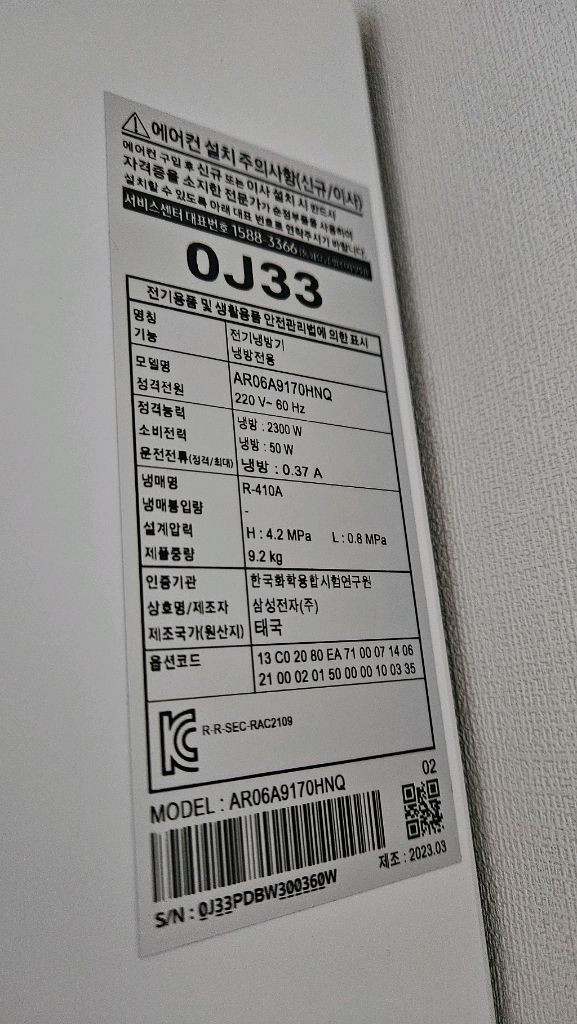 에어컨 설치 주의사항(신규/이사)
에어컨 구입 후 신규 또는 이사 설치 시 반드시
자격증을 소지한 전문가가 순정부품을 사용하여
설치할 수 있도록 아래 대표 번호로 연락주시기 바랍니다.
서비스센터 대표번호 1588-3366
0J33
전기용품 및 생활용품 안전관리법에 의한 표시
명칭 전기냉방기
기능 냉방전용
모델명 AR06A9170HNQ
정격전원 220 V~ 60 Hz
정격능력 냉방 : 2300 W
소비전력 냉방 : 50 W
운전전류(정격/최대) 냉방 : 0.37 A
냉매명 R-410A
냉매봉입량 -
설계압력 H : 4.2 MPa L : 0.8 MPa
제품중량 9.2 kg
인증기관 한국화학융합시험연구원
상호명/제조자 삼성전자(주)
제조국가(원산지) 태국
옵션코드 13 C0 20 80 EA 71 00 07 14 06
21 00 02 01 50 00 00 10 03 35
R-R-SEC-RAC2109
02
MODEL : AR06A9170HNQ
제조 : 2023.03
S/N : 0J33PDBW300360W